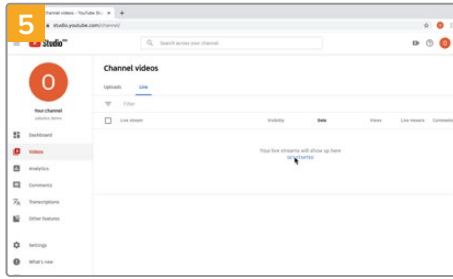 5
Channel videos - YouTube St
studio.youtube.com/channel/
Studio
Search across your channel
O
O
Your channel
Channel videos
Uploads
Live
Filter
Live stream
Visibility
Date
Views
Live viewers
Comments
Your live streams will show up here
GET STARTED
Dashboard
Videos
Analytics
Comments
Transcriptions
Other features
Settings
What's new